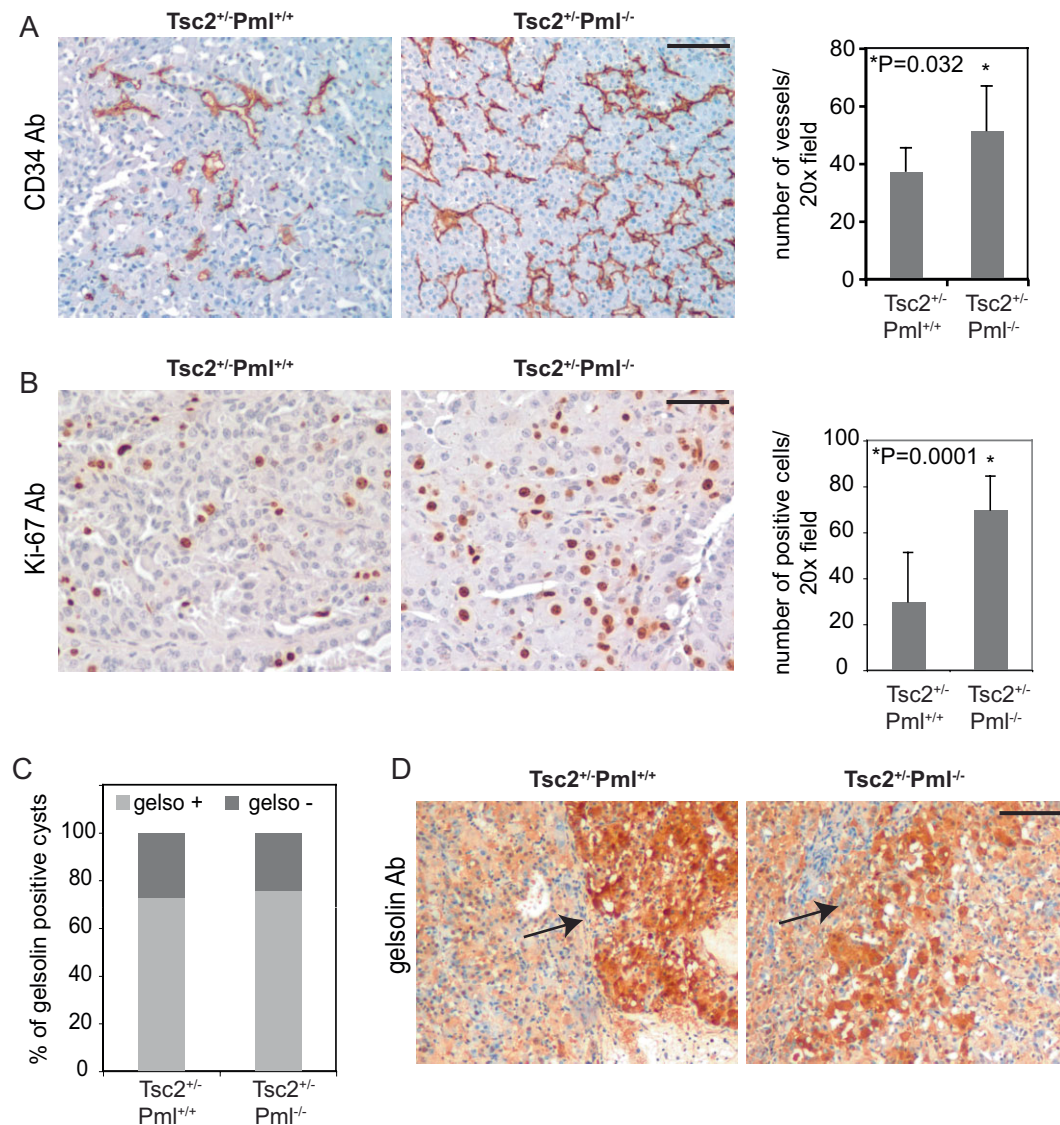 A
Tsc2+/-Pml+/+
Tsc2+/-Pml-/-
CD34 Ab
number of vessels/
20x field
80
60
40
20
0
*P=0.032
*
Tsc2+/-
Pml+/+
Tsc2+/-
Pml-/-
B
Tsc2+/-Pml+/+
Tsc2+/-Pml-/-
Ki-67 Ab
number of positive cells/
20x field
100
80
60
40
20
0
*P=0.0001
*
Tsc2+/-
Pml+/+
Tsc2+/-
Pml-/-
C
% of gelsolin positive cysts
gelso +
gelso -
100
80
60
40
20
0
Tsc2+/-
Pml+/+
Tsc2+/-
Pml-/-
D
Tsc2+/-Pml+/+
Tsc2+/-Pml-/-
gelsolin Ab